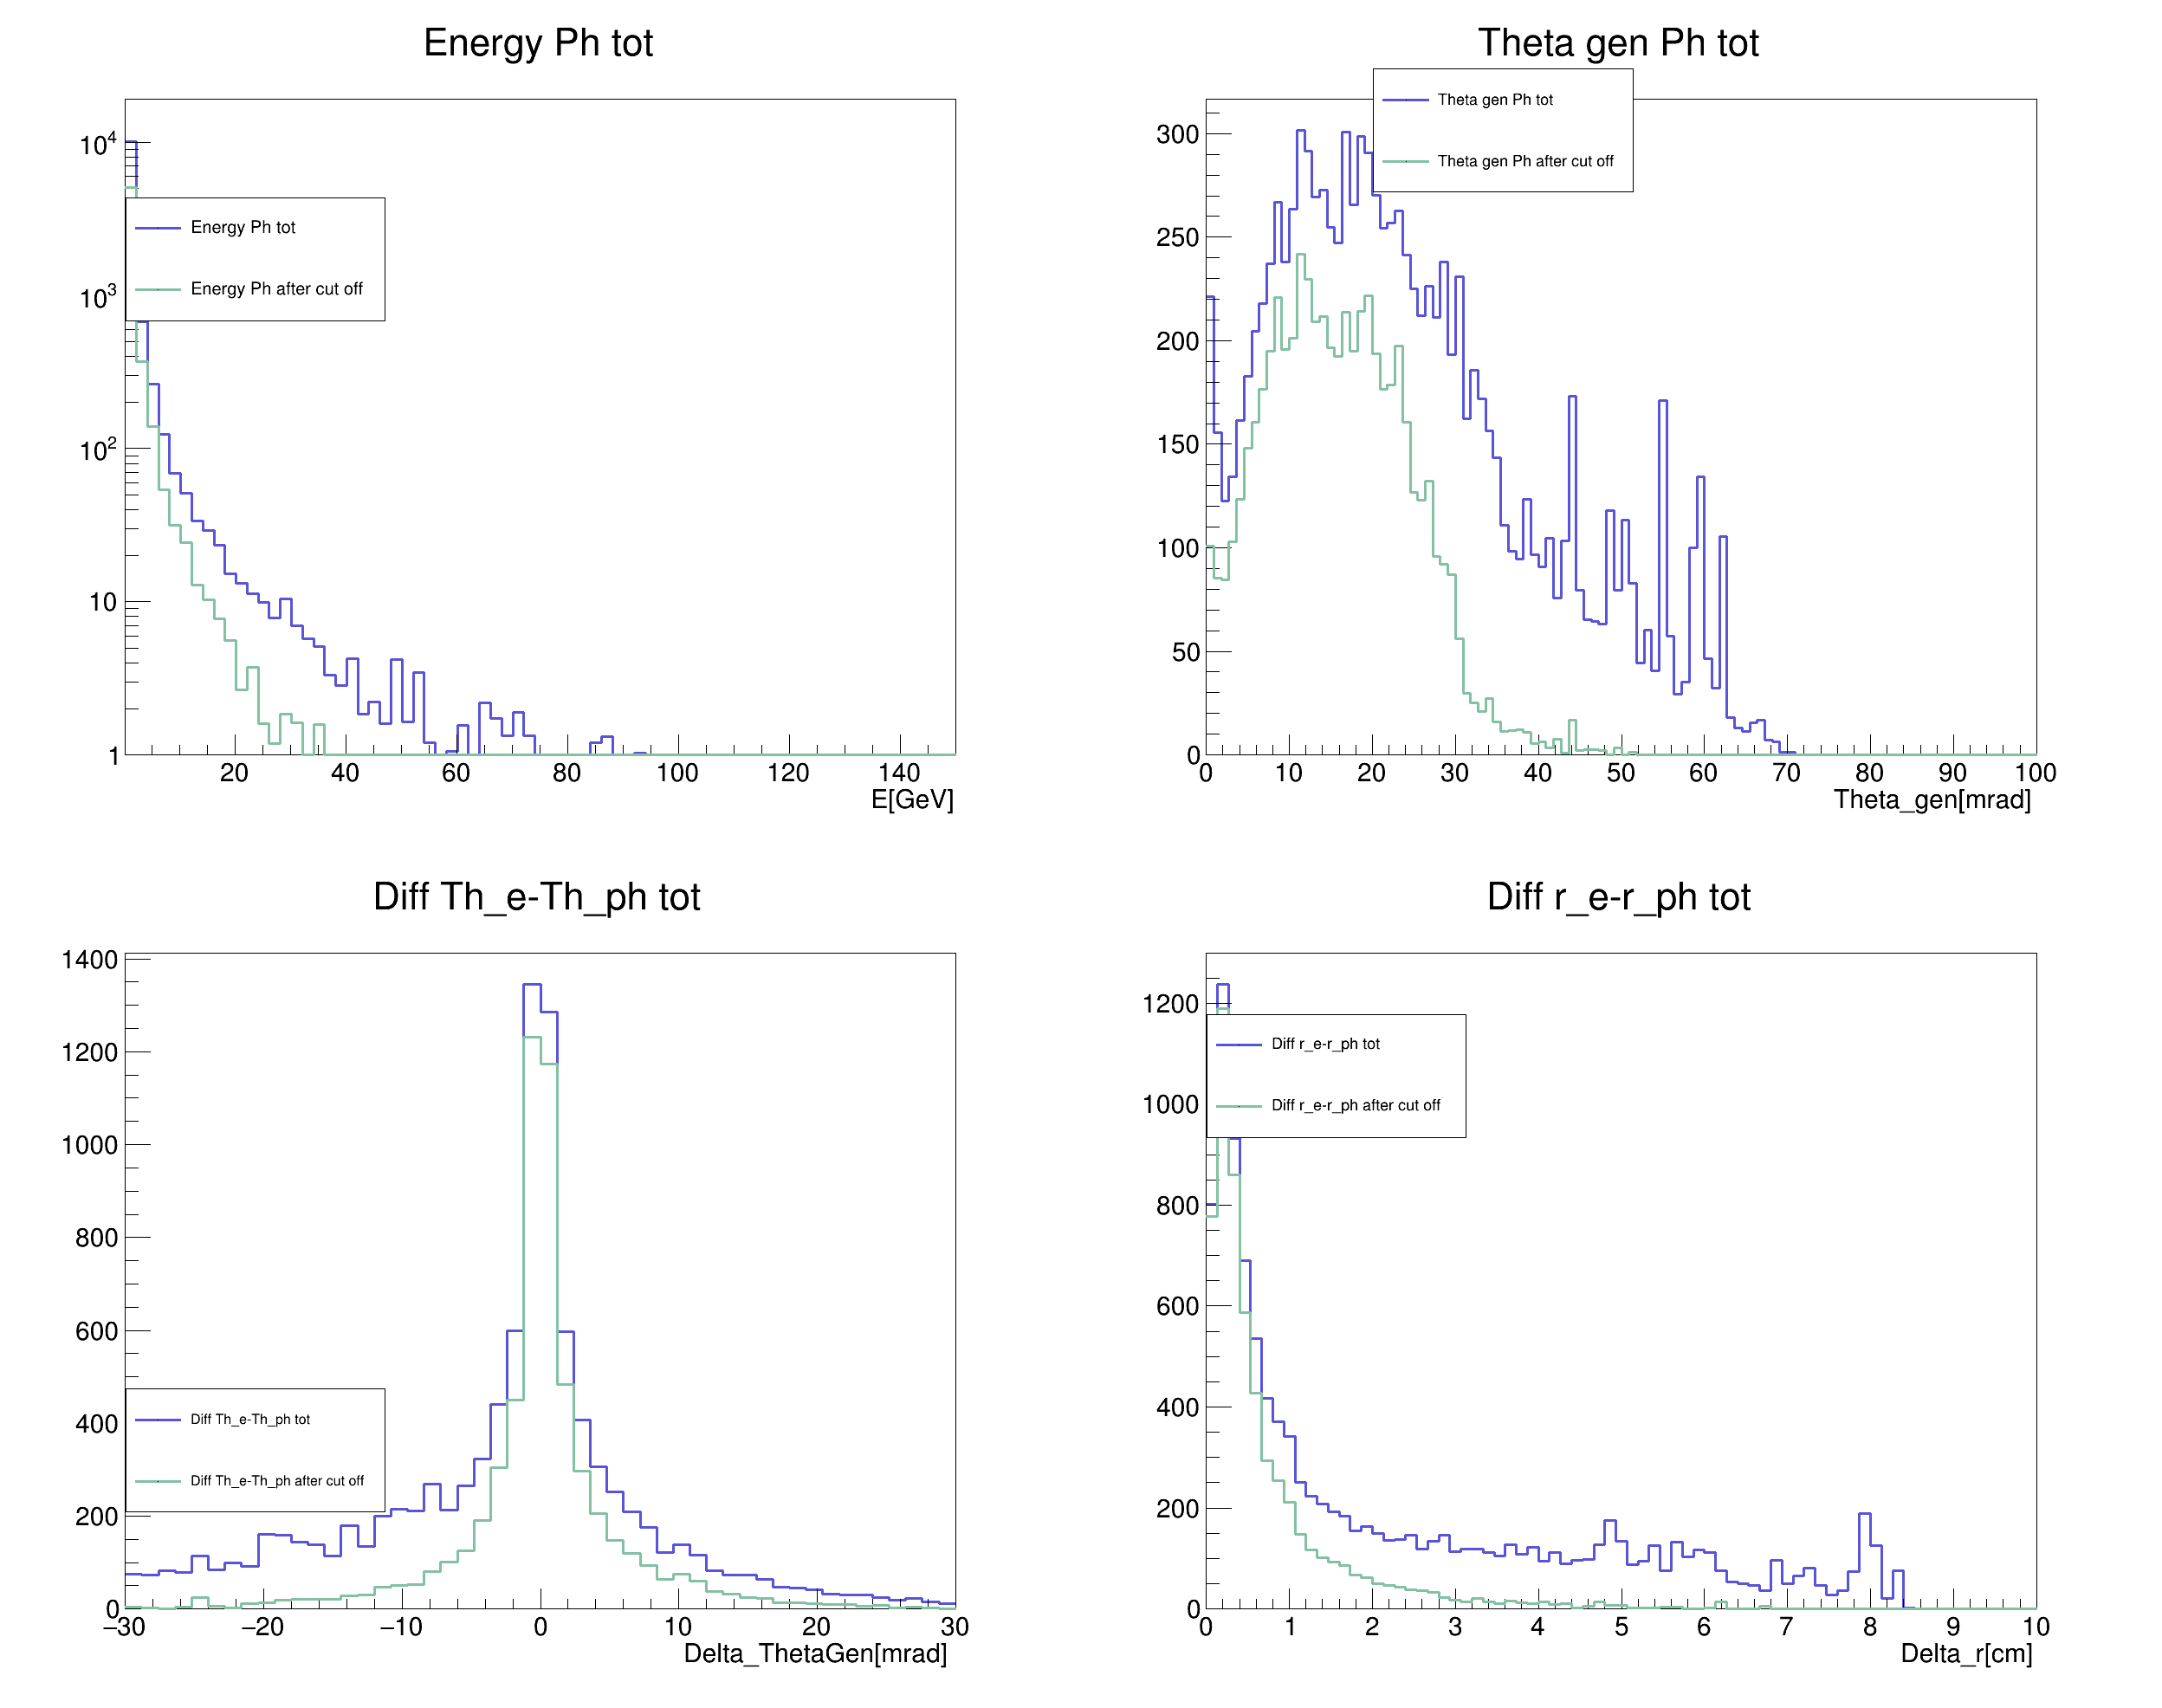 Energy Ph tot
10^4
10^3
10^2
10
1
Energy Ph tot
Energy Ph after cut off
20 40 60 80 100 120 140
E[GeV]
Theta gen Ph tot
300
250
200
150
100
50
0
Theta gen Ph tot
Theta gen Ph after cut off
0 10 20 30 40 50 60 70 80 90 100
Theta_gen[mrad]
Diff Th_e-Th_ph tot
1400
1200
1000
800
600
400
200
0
Diff Th_e-Th_ph tot
Diff Th_e-Th_ph after cut off
−30 −20 −10 0 10 20 30
Delta_ThetaGen[mrad]
Diff r_e-r_ph tot
1200
1000
800
600
400
200
0
Diff r_e-r_ph tot
Diff r_e-r_ph after cut off
0 1 2 3 4 5 6 7 8 9 10
Delta_r[cm]